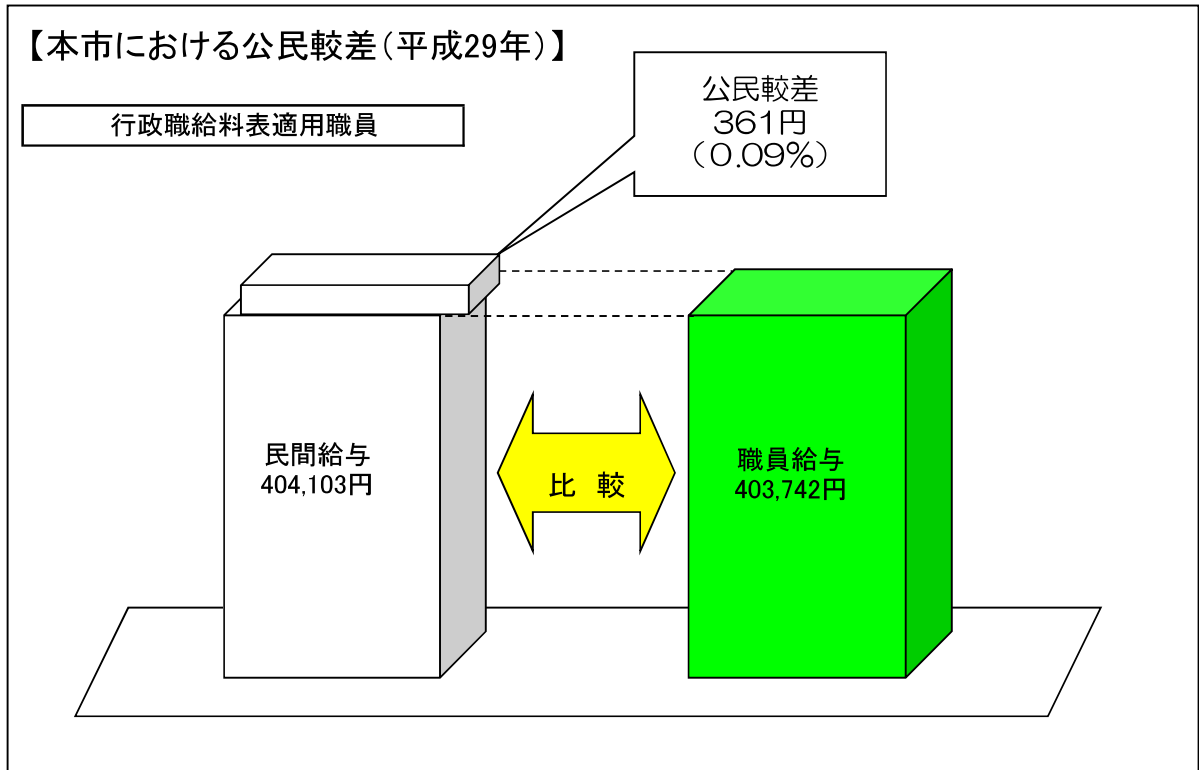 【本市における公民較差(平成29年)】
行政職給料表適用職員
公民較差
361円
(0.09%)
民間給与
404,103円
比 較
職員給与
403,742円